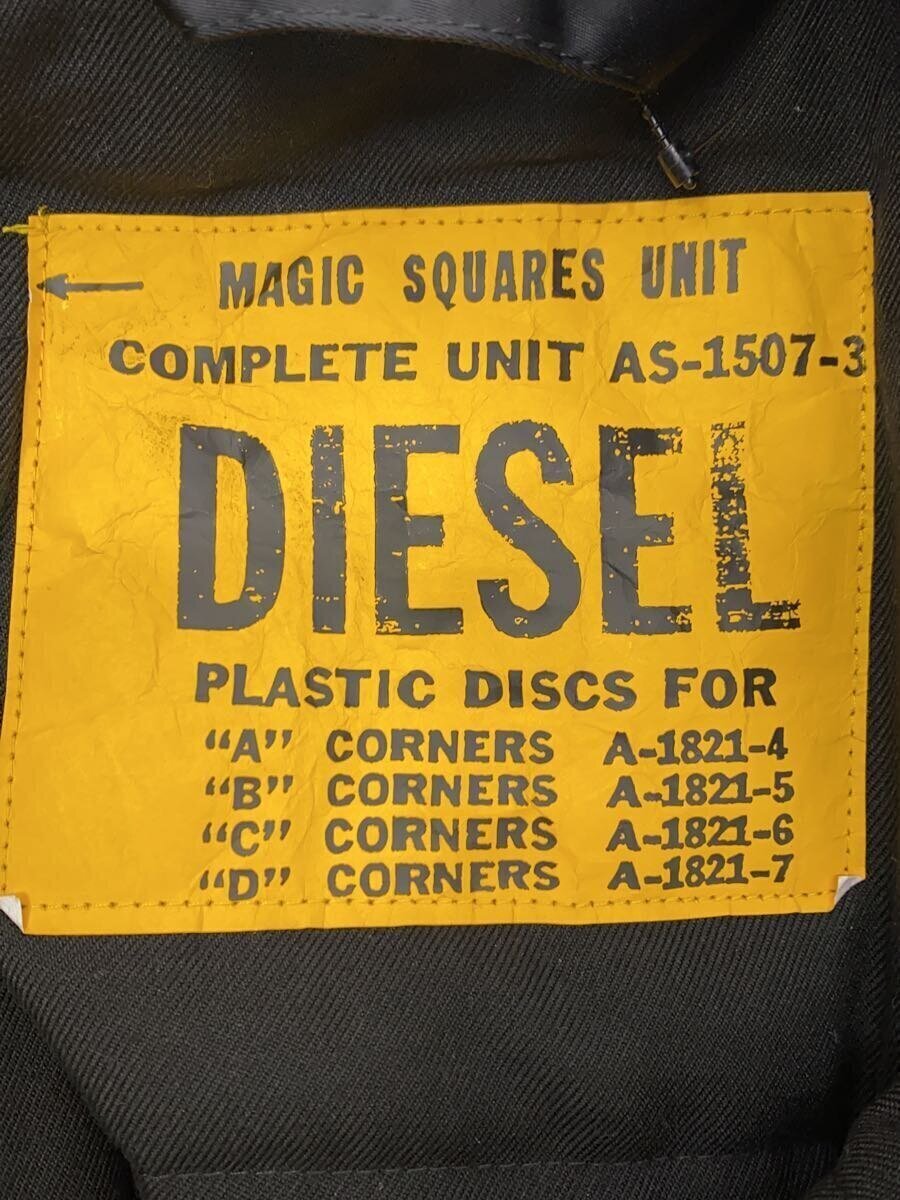 MAGIC SQUARES UNIT
COMPLETE UNIT AS-1507-3
DIESEL
PLASTIC DISCS FOR
“A” CORNERS A-1821-4
“B” CORNERS A-1821-5
“C” CORNERS A-1821-6
“D” CORNERS A-1821-7